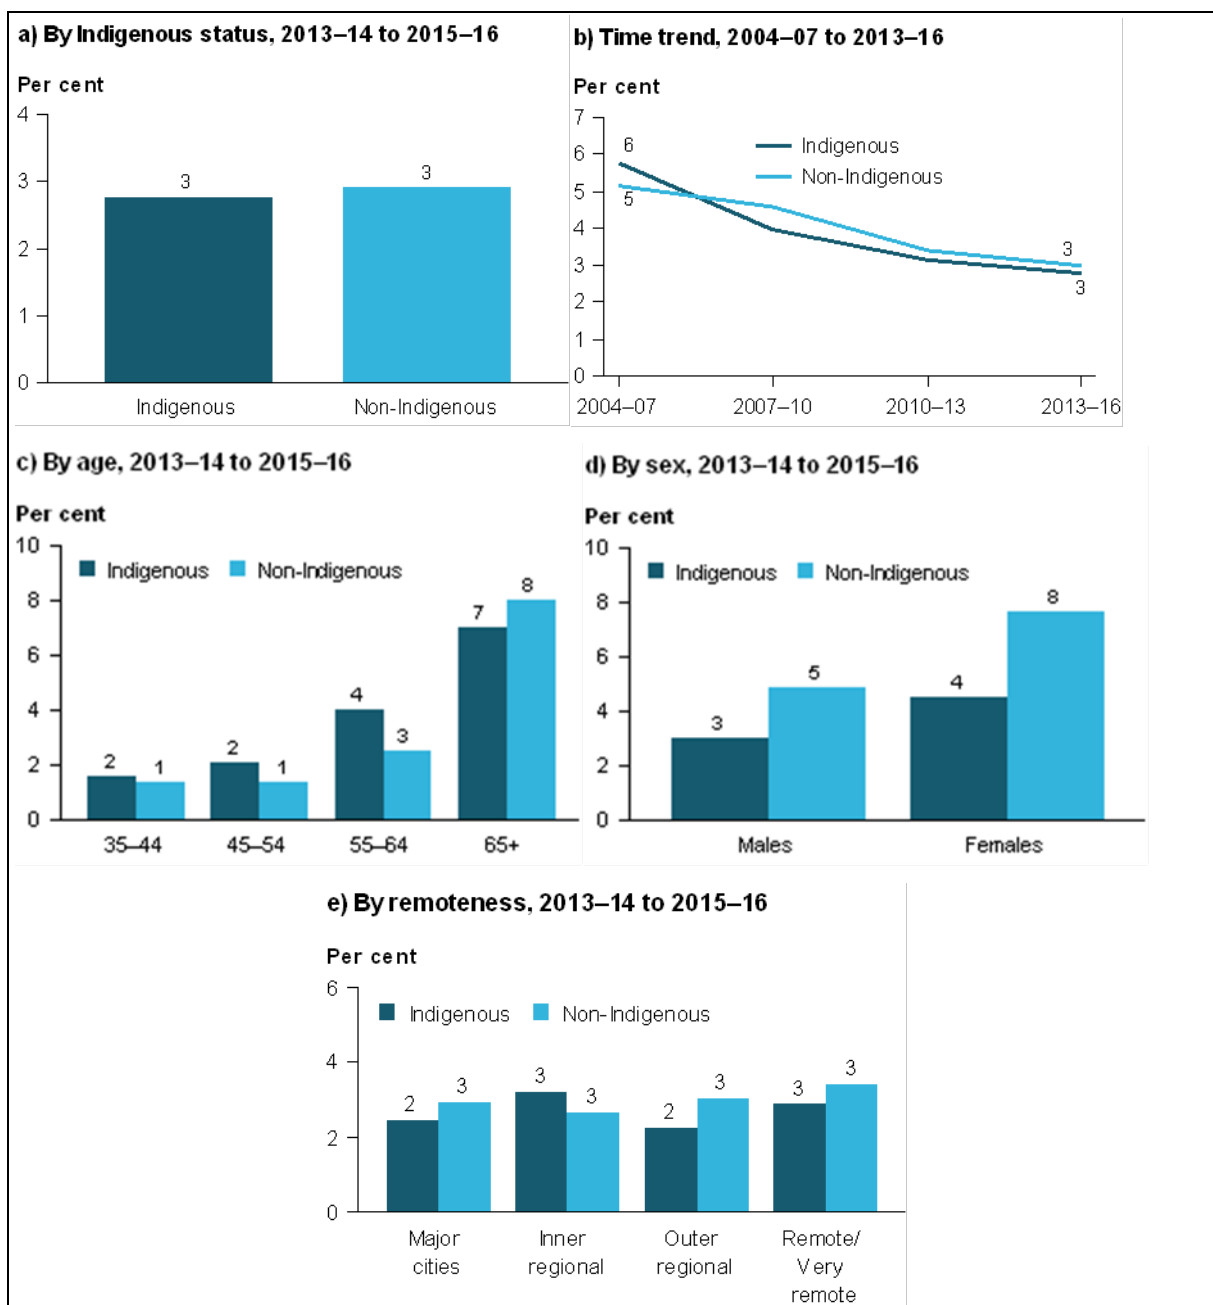 a) By Indigenous status, 2013–14 to 2015–16
Per cent
4
3
2
1
0
3
3
Indigenous
Non-Indigenous
b) Time trend, 2004–07 to 2013–16
Per cent
7
6
5
4
3
2
1
0
Indigenous
Non-Indigenous
6
5
3
3
2004–07
2007–10
2010–13
2013–16
c) By age, 2013–14 to 2015–16
Per cent
10
8
6
4
2
0
Indigenous
Non-Indigenous
2
1
2
1
4
3
7
8
35–44
45–54
55–64
65+
d) By sex, 2013–14 to 2015–16
Per cent
10
8
6
4
2
0
Indigenous
Non-Indigenous
3
5
4
8
Males
Females
e) By remoteness, 2013–14 to 2015–16
Per cent
6
4
2
0
Indigenous
Non-Indigenous
2
3
3
3
2
3
3
3
Major
cities
Inner
regional
Outer
regional
Remote/
Very
remote